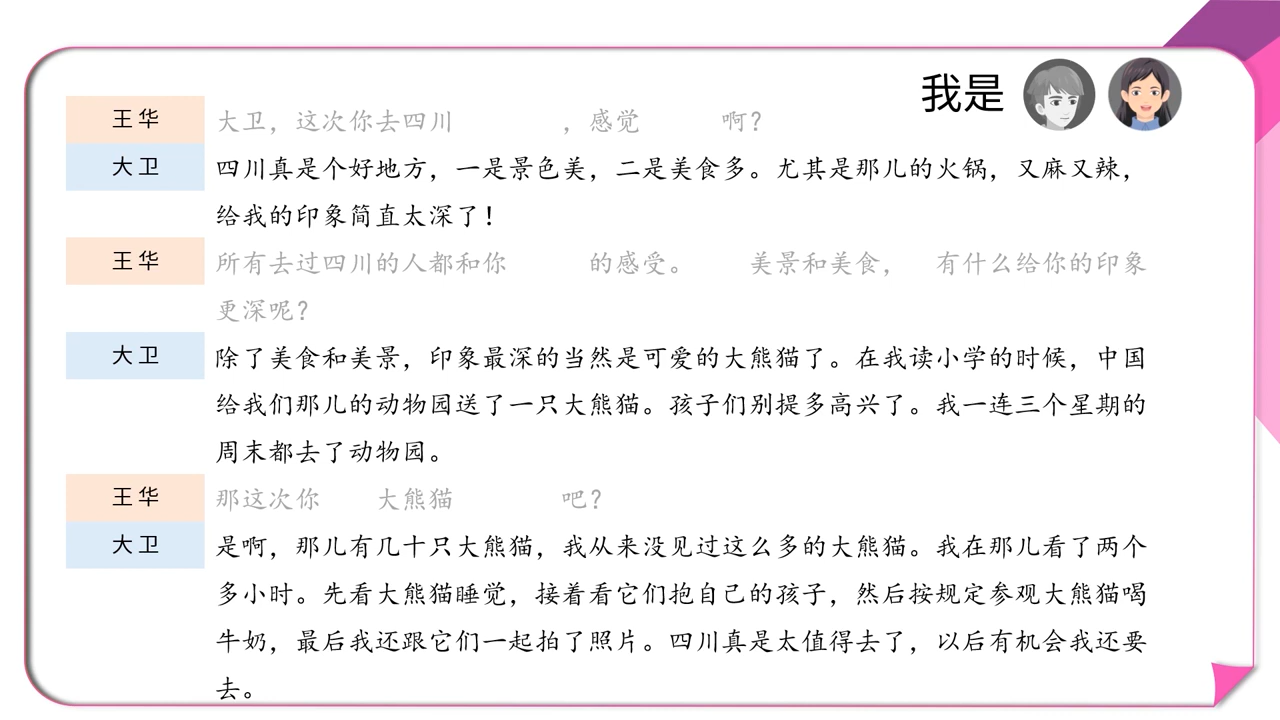 我是
王华 大卫，这次你去四川 ，感觉 啊？
大卫 四川真是个好地方，一是景色美，二是美食多。尤其是那儿的火锅，又麻又辣，
给我的印象简直太深了！
王华 所有去过四川的人都和你 的感受。 美景和美食， 有什么给你的印象
更深呢？
大卫 除了美食和美景，印象最深的当然是可爱的大熊猫了。在我读小学的时候，中国
给我们那儿的动物园送了一只大熊猫。孩子们别提多高兴了。我一连三个星期的
周末都去了动物园。
王华 那这次你 大熊猫 吧？
大卫 是啊，那儿有几十只大熊猫，我从来没见过这么多的大熊猫。我在那儿看了两个
多小时。先看大熊猫睡觉，接着看它们抱自己的孩子，然后按规定参观大熊猫喝
牛奶，最后我还跟它们一起拍了照片。四川真是太值得去了，以后有机会我还要
去。